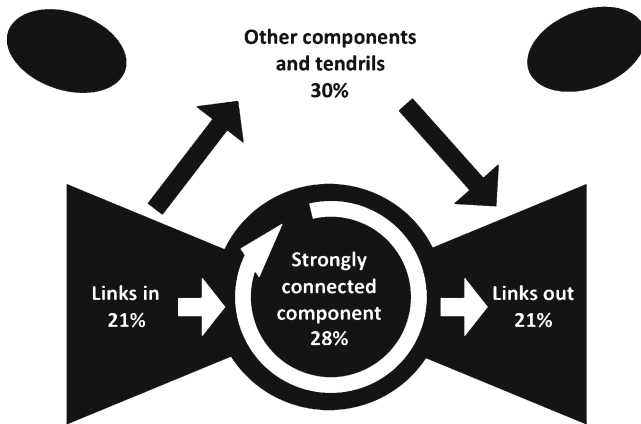 Other components
and tendrils
30%
Links in
21%
Strongly
connected
component
28%
Links out
21%